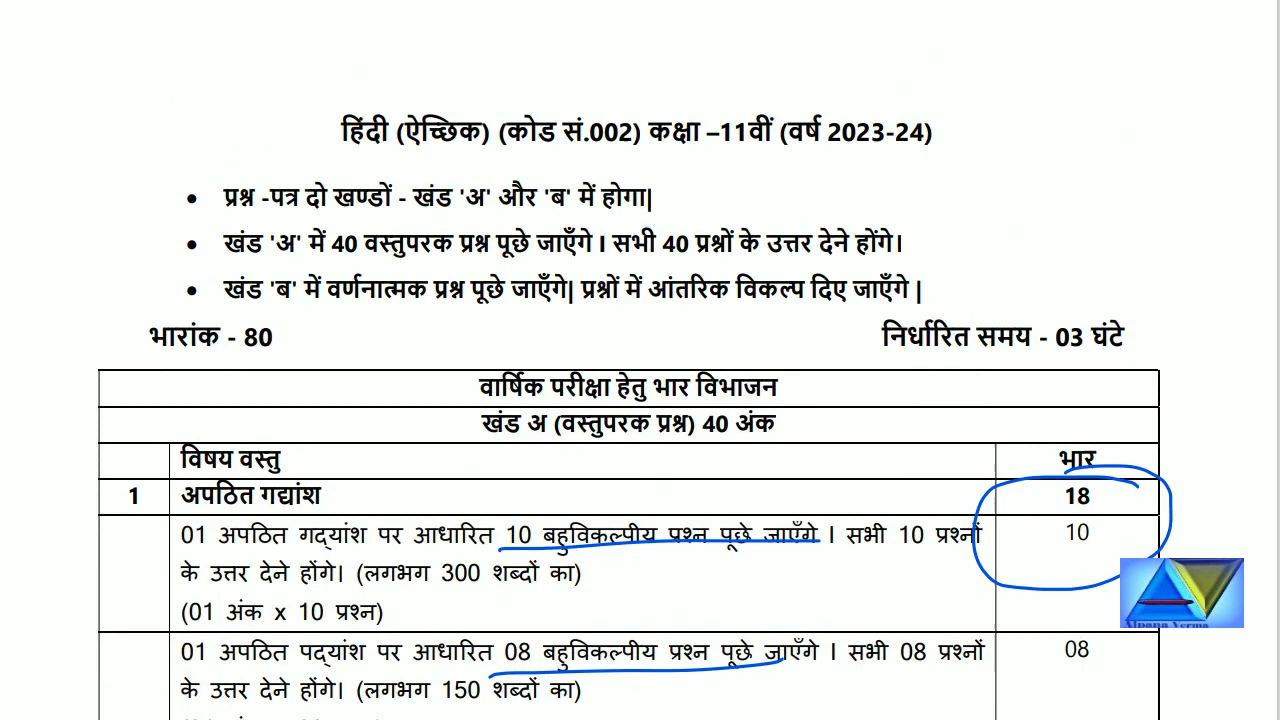 हिंदी (ऐच्छिक) (कोड सं.002) कक्षा –11वीं (वर्ष 2023-24)
• प्रश्न -पत्र दो खण्डों - खंड 'अ' और 'ब' में होगा|
• खंड 'अ' में 40 वस्तुपरक प्रश्न पूछे जाएँगे I सभी 40 प्रश्नों के उत्तर देने होंगे।
• खंड 'ब' में वर्णनात्मक प्रश्न पूछे जाएँगे| प्रश्नों में आंतरिक विकल्प दिए जाएँगे |
भारांक - 80 निर्धारित समय - 03 घंटे
वार्षिक परीक्षा हेतु भार विभाजन
खंड अ (वस्तुपरक प्रश्न) 40 अंक
विषय वस्तु भार
1 अपठित गद्यांश 18
01 अपठित गद्यांश पर आधारित 10 बहुविकल्पीय प्रश्न पूछे जाएँगे I सभी 10 प्रश्नों 10
के उत्तर देने होंगे। (लगभग 300 शब्दों का)
(01 अंक x 10 प्रश्न)
01 अपठित पद्यांश पर आधारित 08 बहुविकल्पीय प्रश्न पूछे जाएँगे I सभी 08 प्रश्नों 08
के उत्तर देने होंगे। (लगभग 150 शब्दों का)